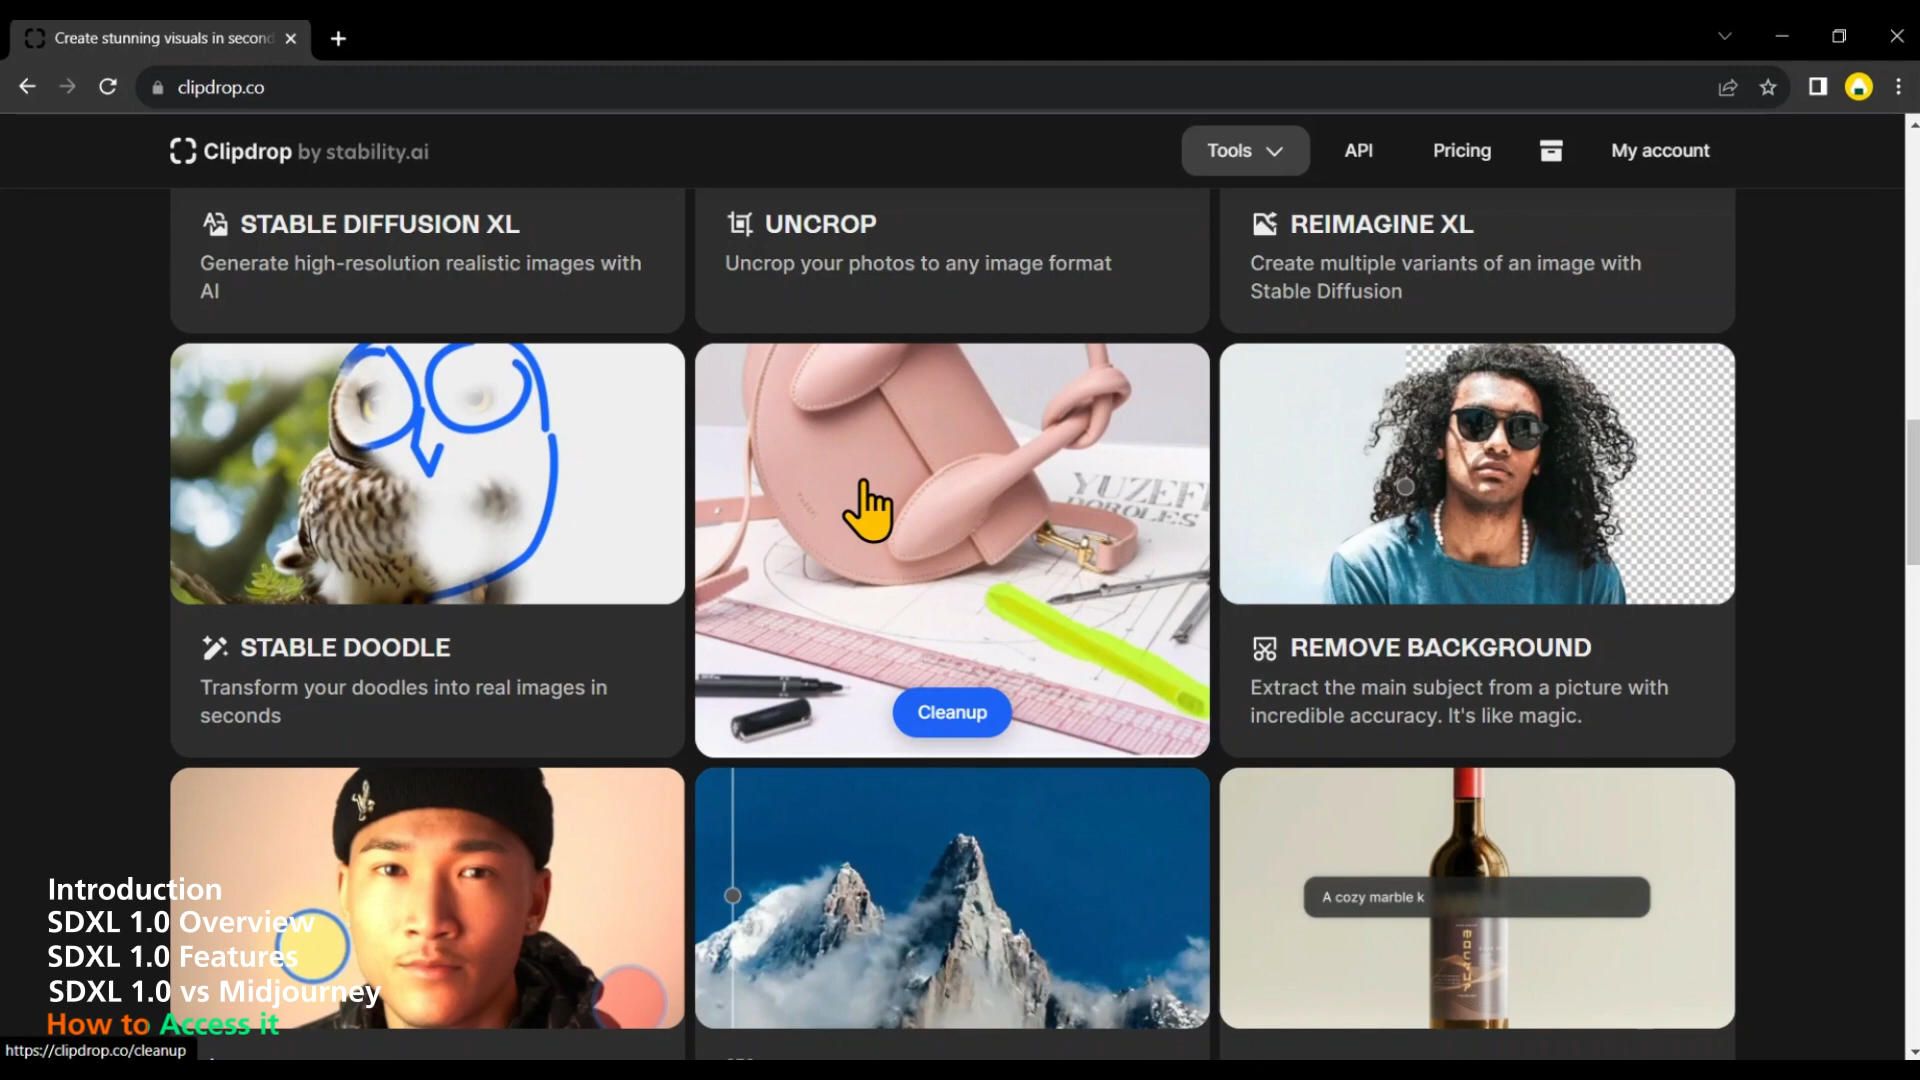 Create stunning visuals in second
clipdrop.co
Clipdrop by stability.ai
Tools
API
Pricing
My account
STABLE DIFFUSION XL
Generate high-resolution realistic images with
AI
UNCROP
Uncrop your photos to any image format
REIMAGINE XL
Create multiple variants of an image with
Stable Diffusion
YUZEFI
Cleanup
STABLE DOODLE
Transform your doodles into real images in
seconds
REMOVE BACKGROUND
Extract the main subject from a picture with
incredible accuracy. It's like magic.
A cozy marble k
Introduction
SDXL 1.0 Overview
SDXL 1.0 Features
SDXL 1.0 vs Midjourney
How to Access it
https://clipdrop.co/cleanup